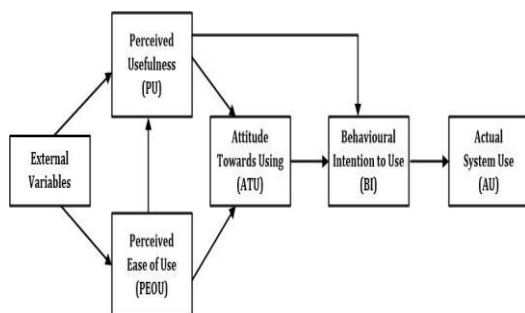 Perceived
Usefulness
(PU)
External
Variables
Perceived
Ease of Use
(PEOU)
Attitude
Towards Using
(ATU)
Behavioural
Intention to Use
(BI)
Actual
System Use
(AU)